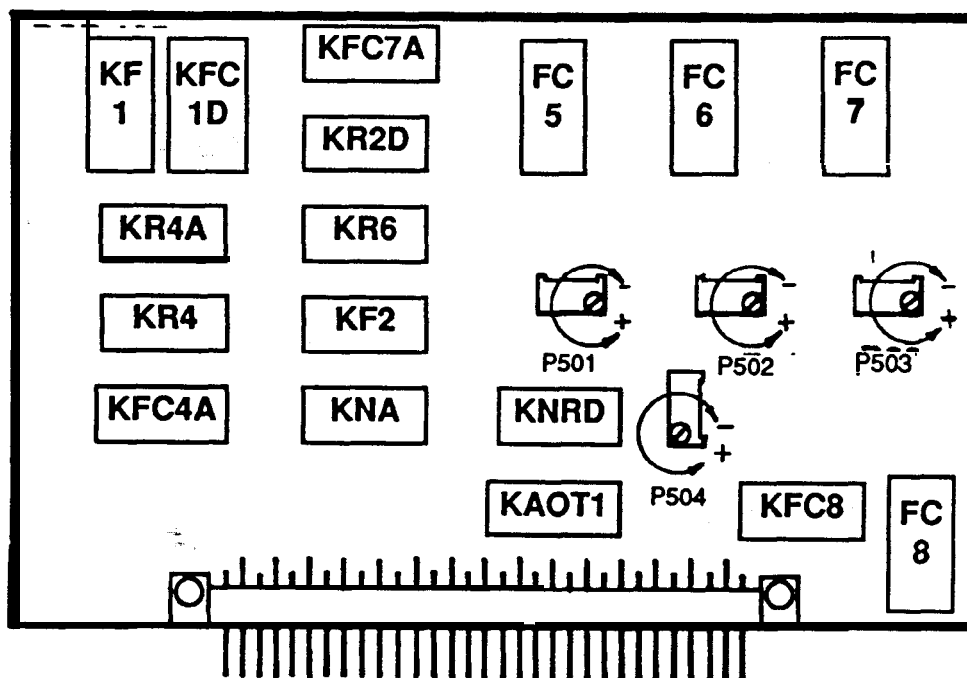 KF
1
KFC
1D
KFC7A
FC
5
FC
6
FC
7
KR2D
KR4A
KR6
KR4
KF2
- + P501
- + P502
- + P503
KFC4A
KNA
KNRD
- + P504
KAOT1
KFC8
FC
8